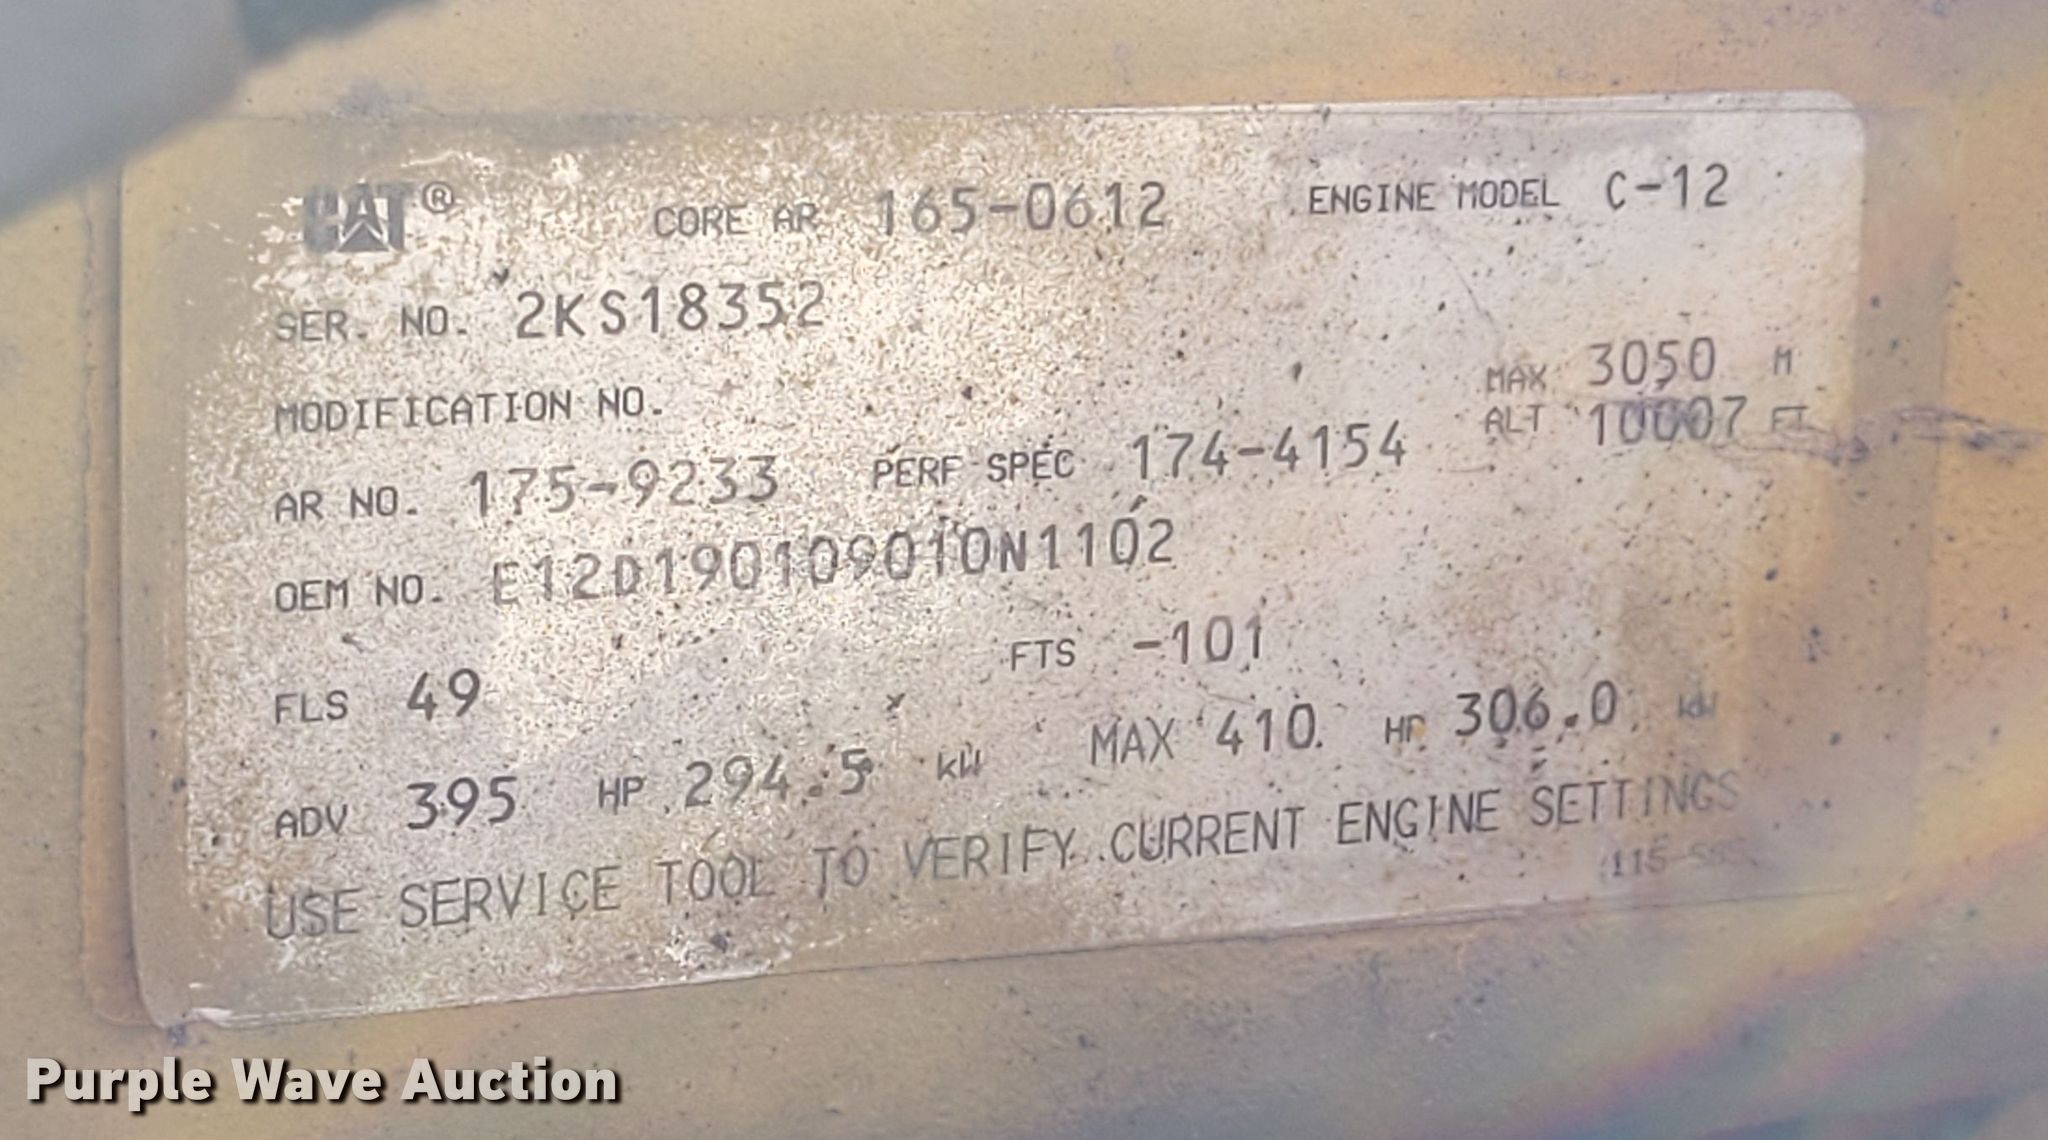 CAT® CORE AR 165-0612 ENGINE MODEL C-12
SER. NO. 2KS18352
MAX 3050 M
MODIFICATION NO.
ALT 10007 FT
AR NO. 175-9233 PERF SPEC 174-4154
OEM NO. E12D190109010N1102
FLS 49 FTS -101
ADV 395 HP 294.5 kW MAX 410 HP 306.0 kW
USE SERVICE TOOL TO VERIFY CURRENT ENGINE SETTINGS
Purple Wave Auction